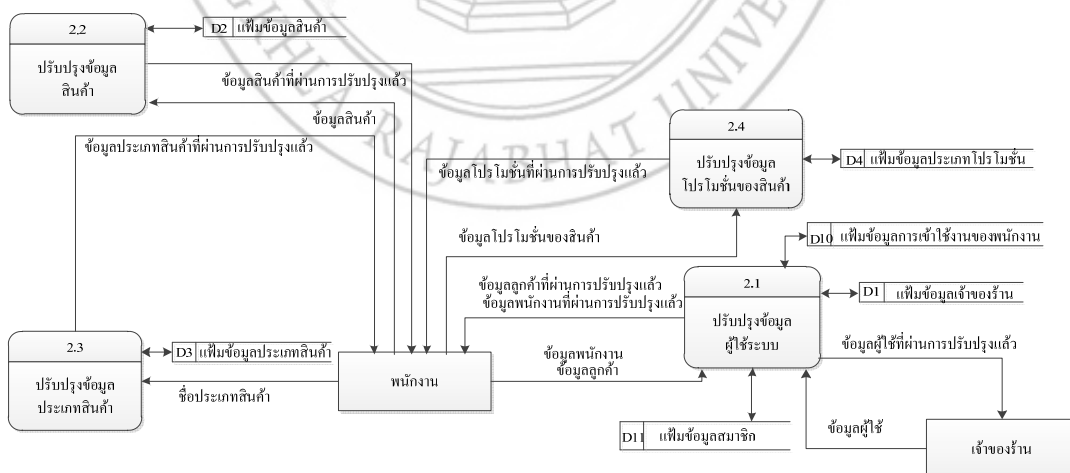 2.2
ปรับปรุงข้อมูล
สินค้า
D2 แฟ้มข้อมูลสินค้า
ข้อมูลสินค้าที่ผ่านการปรับปรุงแล้ว
ข้อมูลสินค้า
ข้อมูลประเภทสินค้าที่ผ่านการปรับปรุงแล้ว
RAJABHAT
2.4
ปรับปรุงข้อมูล
โปรโมชั่นของสินค้า
D4 แฟ้มข้อมูลประเภทโปรโมชั่น
ข้อมูลโปรโมชั่นที่ผ่านการปรับปรุงแล้ว
ข้อมูลโปรโมชั่นของสินค้า
D10 แฟ้มข้อมูลการเข้าใช้งานของพนักงาน
ข้อมูลลูกค้าที่ผ่านการปรับปรุงแล้ว
ข้อมูลพนักงานที่ผ่านการปรับปรุงแล้ว
2.1
ปรับปรุงข้อมูล
ผู้ใช้ระบบ
D1 แฟ้มข้อมูลเจ้าของร้าน
2.3
ปรับปรุงข้อมูล
ประเภทสินค้า
D3 แฟ้มข้อมูลประเภทสินค้า
ชื่อประเภทสินค้า
พนักงาน
ข้อมูลพนักงาน
ข้อมูลลูกค้า
ข้อมูลผู้ใช้ที่ผ่านการปรับปรุงแล้ว
D11 แฟ้มข้อมูลสมาชิก
ข้อมูลผู้ใช้
เจ้าของร้าน